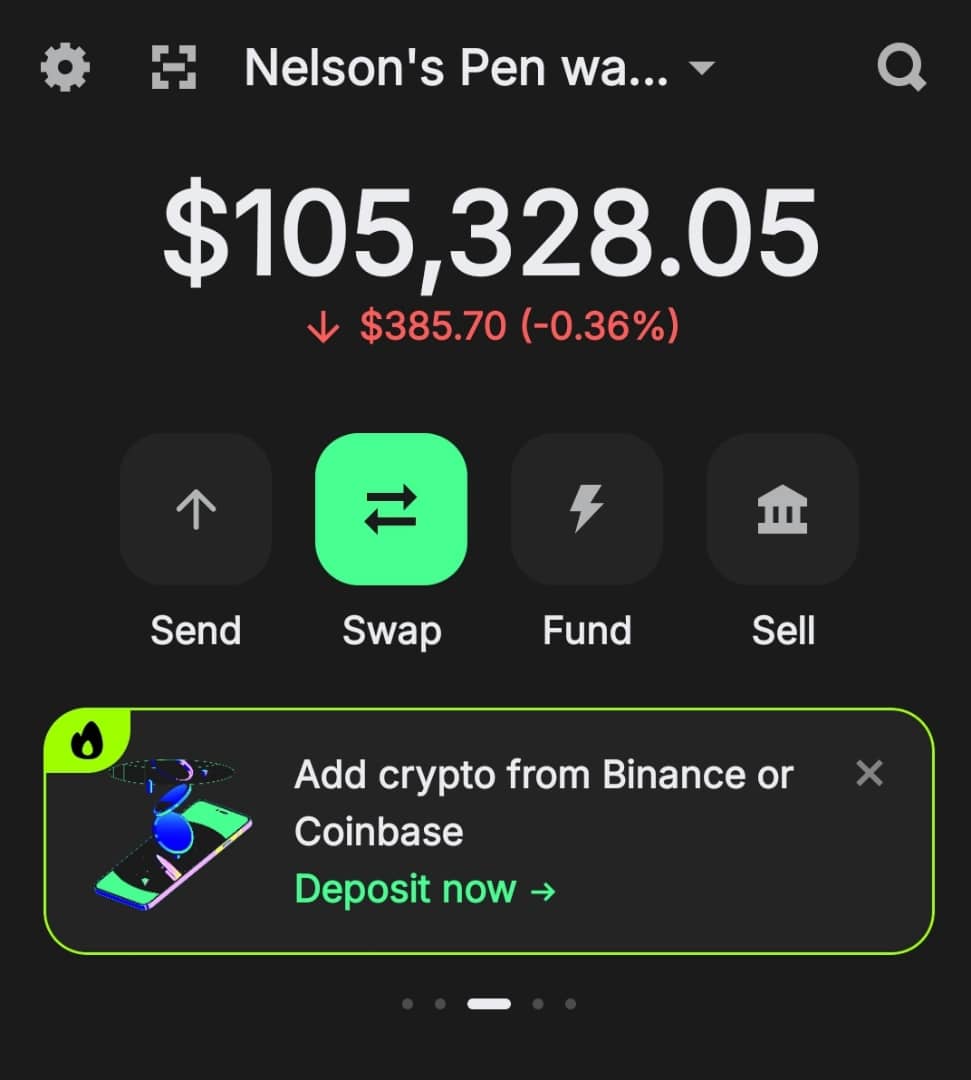 Nelson's Pen wa...
$105,328.05
↓ $385.70 (-0.36%)
Send Swap Fund Sell
Add crypto from Binance or
Coinbase
Deposit now →